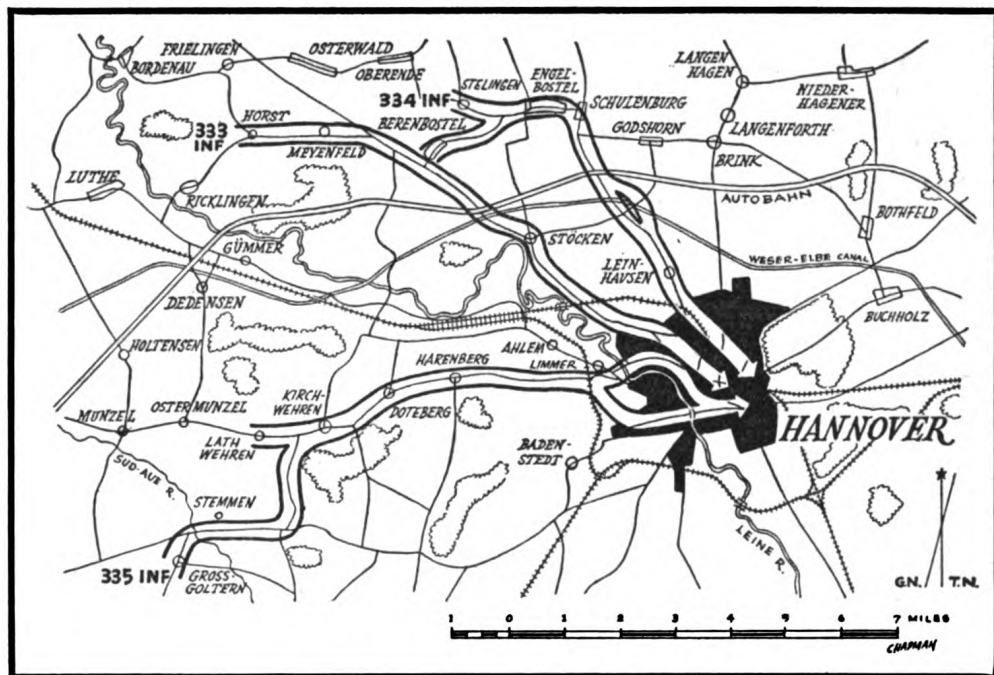 FRIELINGEN
BORDENAU
OSTERWALD
OBERENDE
STELINGEN
ENGEL-
BOSTEL
LANGEN
HAGEN
NIEDER-
HAGENER
334 INF
BERENBOSTEL
SCHULENBURG
GODSHORN
LANGENFORTH
BRINK
333
INF
HORST
MEYENFELD
LUTHE
RICKLINGEN
AUTOBAHN
BOTHFELD
GÜMMER
STÖCKEN
LEIN-
HAUSEN
WESER-ELBE CANAL
DEDENSEN
BUCHHOLZ
HOLTENSEN
AHLEM
LIMMER
HARENBERG
KIRCH-
WEHREN
DOTEBERG
MUNZEL
OSTERMUNZEL
LATH
WEHREN
BADEN-
STEDT
HANNOVER
SUD-AUE R.
STEMMEN
LEINE R.
335 INF
GROSS-
GOLTERN
G.N. T.N.
1 0 1 2 3 4 5 6 7 MILES
CHAPMAN